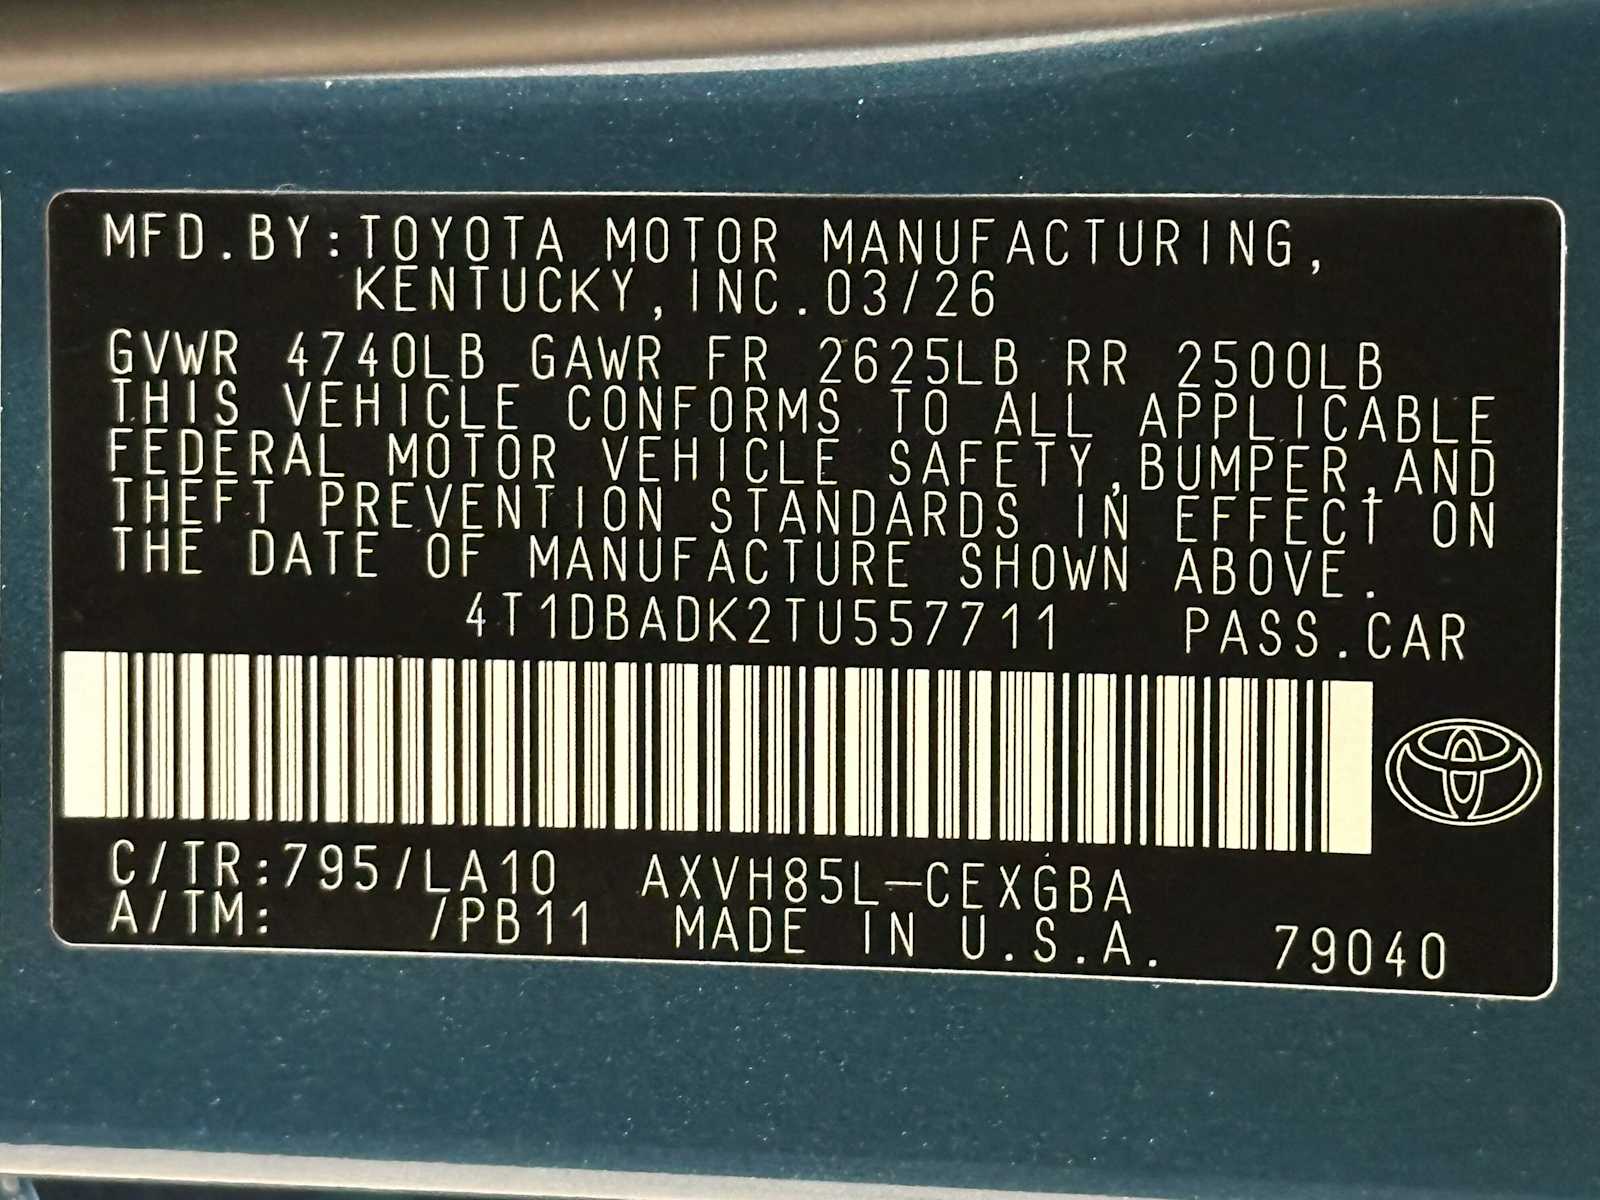 MFD.BY:TOYOTA MOTOR MANUFACTURING,
KENTUCKY,INC.03/26
GVWR 4740LB GAWR FR 2625LB RR 2500LB
THIS VEHICLE CONFORMS TO ALL APPLICABLE
FEDERAL MOTOR VEHICLE SAFETY,BUMPER,AND
THEFT PREVENTION STANDARDS IN EFFECT ON
THE DATE OF MANUFACTURE SHOWN ABOVE.
4T1DBADK2TU557711 PASS.CAR
C/TR:795/LA10 AXVH85L-CEXGBA
A/TM: /PB11 MADE IN U.S.A. 79040